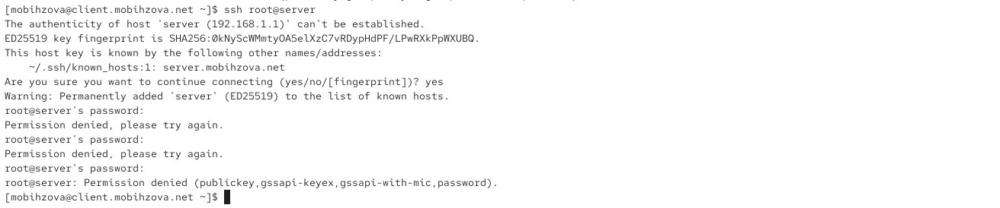 [mobihzova@client.mobihzova.net ~]$ ssh root@server
The authenticity of host 'server (192.168.1.1)' can't be established.
ED25519 key fingerprint is SHA256:0kNyScWMmtyOA5elXzC7vRDypHdPF/LPwRXkPpWXUBQ.
This host key is known by the following other names/addresses:
    ~/.ssh/known_hosts:1: server.mobihzova.net
Are you sure you want to continue connecting (yes/no/[fingerprint])? yes
Warning: Permanently added 'server' (ED25519) to the list of known hosts.
root@server's password:
Permission denied, please try again.
root@server's password:
Permission denied, please try again.
root@server's password:
root@server: Permission denied (publickey,gssapi-keyex,gssapi-with-mic,password).
[mobihzova@client.mobihzova.net ~]$